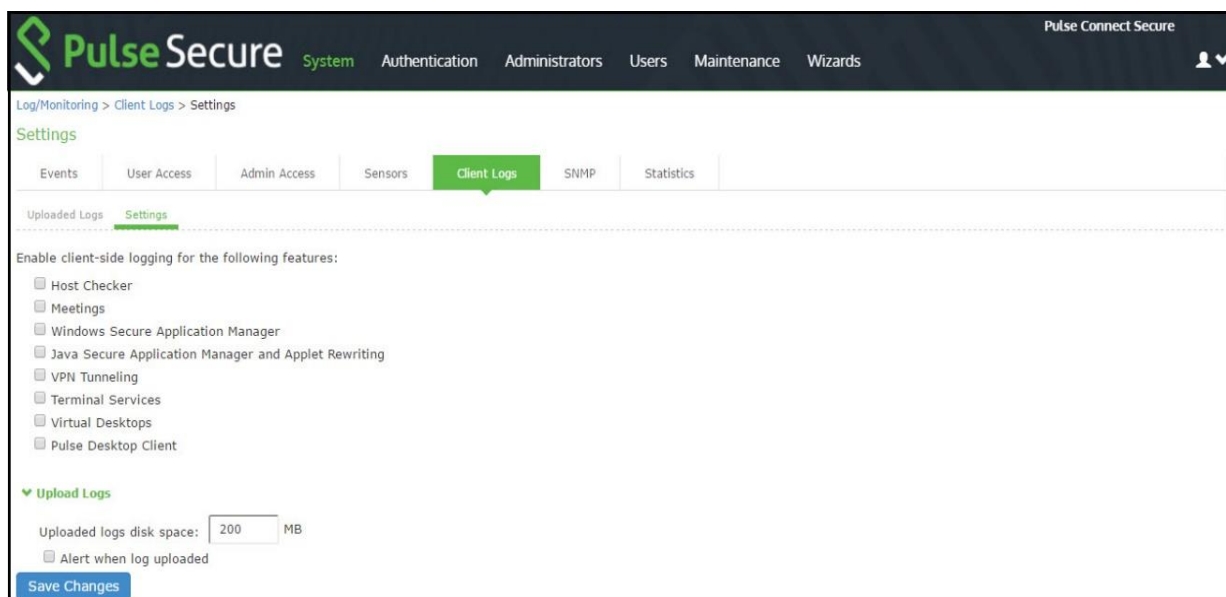 Pulse Connect Secure
Pulse Secure System Authentication Administrators Users Maintenance Wizards
Log/Monitoring > Client Logs > Settings
Settings
Events User Access Admin Access Sensors Client Logs SNMP Statistics
Uploaded Logs Settings
Enable client-side logging for the following features:
Host Checker
Meetings
Windows Secure Application Manager
Java Secure Application Manager and Applet Rewriting
VPN Tunneling
Terminal Services
Virtual Desktops
Pulse Desktop Client
Upload Logs
Uploaded logs disk space: 200 MB
Alert when log uploaded
Save Changes